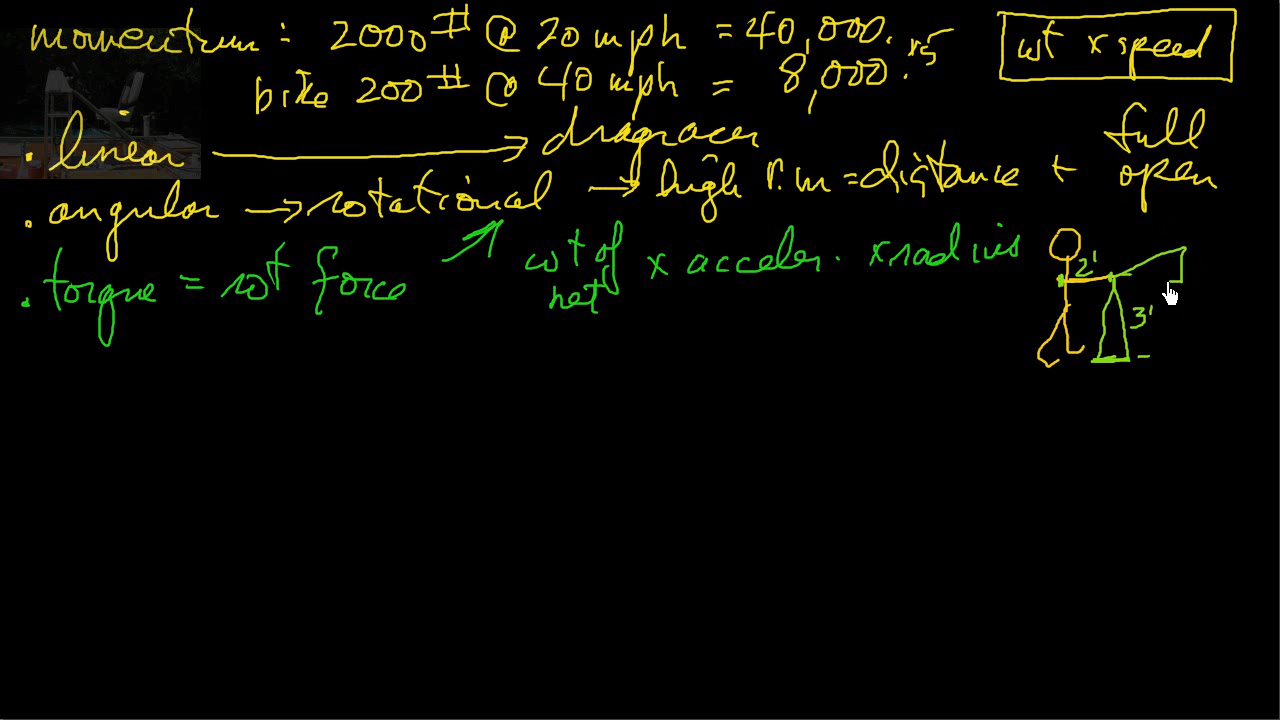 momentum: 2000# @ 20 mph = 40,000. x5
wt x speed
bike 200# @ 40 mph = 8,000.
• linear → dragracer
• angular → rotational → high r.m = distance + full open
• torque = rot force ↗ wt of net x acceler. x radius
2'
3'